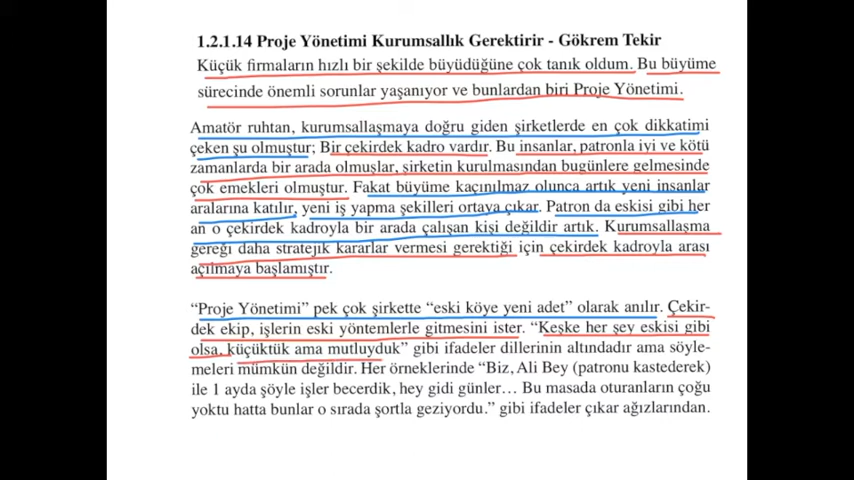 1.2.1.14 Proje Yönetimi Kurumsallık Gerektirir - Gökrem Tekir
Küçük firmaların hızlı bir şekilde büyüdüğüne çok tanık oldum. Bu büyüme
sürecinde önemli sorunlar yaşanıyor ve bunlardan biri Proje Yönetimi.
Amatör ruhtan, kurumsallaşmaya doğru giden şirketlerde en çok dikkatimi
çeken şu olmuştur; Bir çekirdek kadro vardır. Bu insanlar, patronla iyi ve kötü
zamanlarda bir arada olmuşlar, şirketin kurulmasından bugünlere gelmesinde
çok emekleri olmuştur. Fakat büyüme kaçınılmaz olunca artık yeni insanlar
aralarına katılır, yeni iş yapma şekilleri ortaya çıkar. Patron da eskisi gibi her
an o çekirdek kadroyla bir arada çalışan kişi değildir artık. Kurumsallaşma
gereği daha stratejik kararlar vermesi gerektiği için çekirdek kadroyla arası
açılmaya başlamıştır.
“Proje Yönetimi” pek çok şirkette “eski köye yeni adet” olarak anılır. Çekir-
dek ekip, işlerin eski yöntemlerle gitmesini ister. “Keşke her şey eskisi gibi
olsa, küçüktük ama mutluyduk” gibi ifadeler dillerinin altındadır ama söyle-
meleri mümkün değildir. Her örneklerinde “Biz, Ali Bey (patronu kastederek)
ile 1 ayda şöyle işler becerdik, hey gidi günler… Bu masada oturanların çoğu
yoktu hatta bunlar o sırada şortla geziyordu.” gibi ifadeler çıkar ağızlarından.